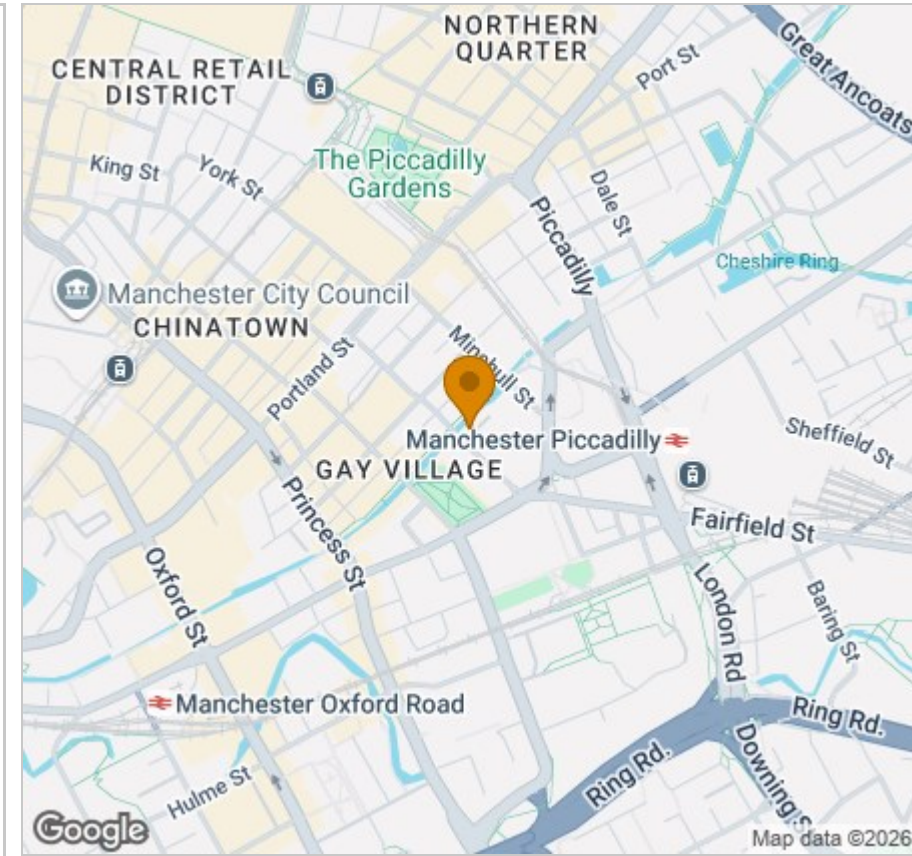 NORTHERN
QUARTER
Port St
Great Ancoats
CENTRAL RETAIL
DISTRICT
King St
York St
The Piccadilly
Gardens
Dale St
Piccadilly
Cheshire Ring
Manchester City Council
CHINATOWN
Portland St
Minshull St
Manchester Piccadilly
Sheffield St
GAY VILLAGE
Princess St
Fairfield St
Oxford St
London Rd
Baring St
Manchester Oxford Road
Ring Rd.
Ring Rd.
Downing S
Hulme St
Google
Map data ©2026